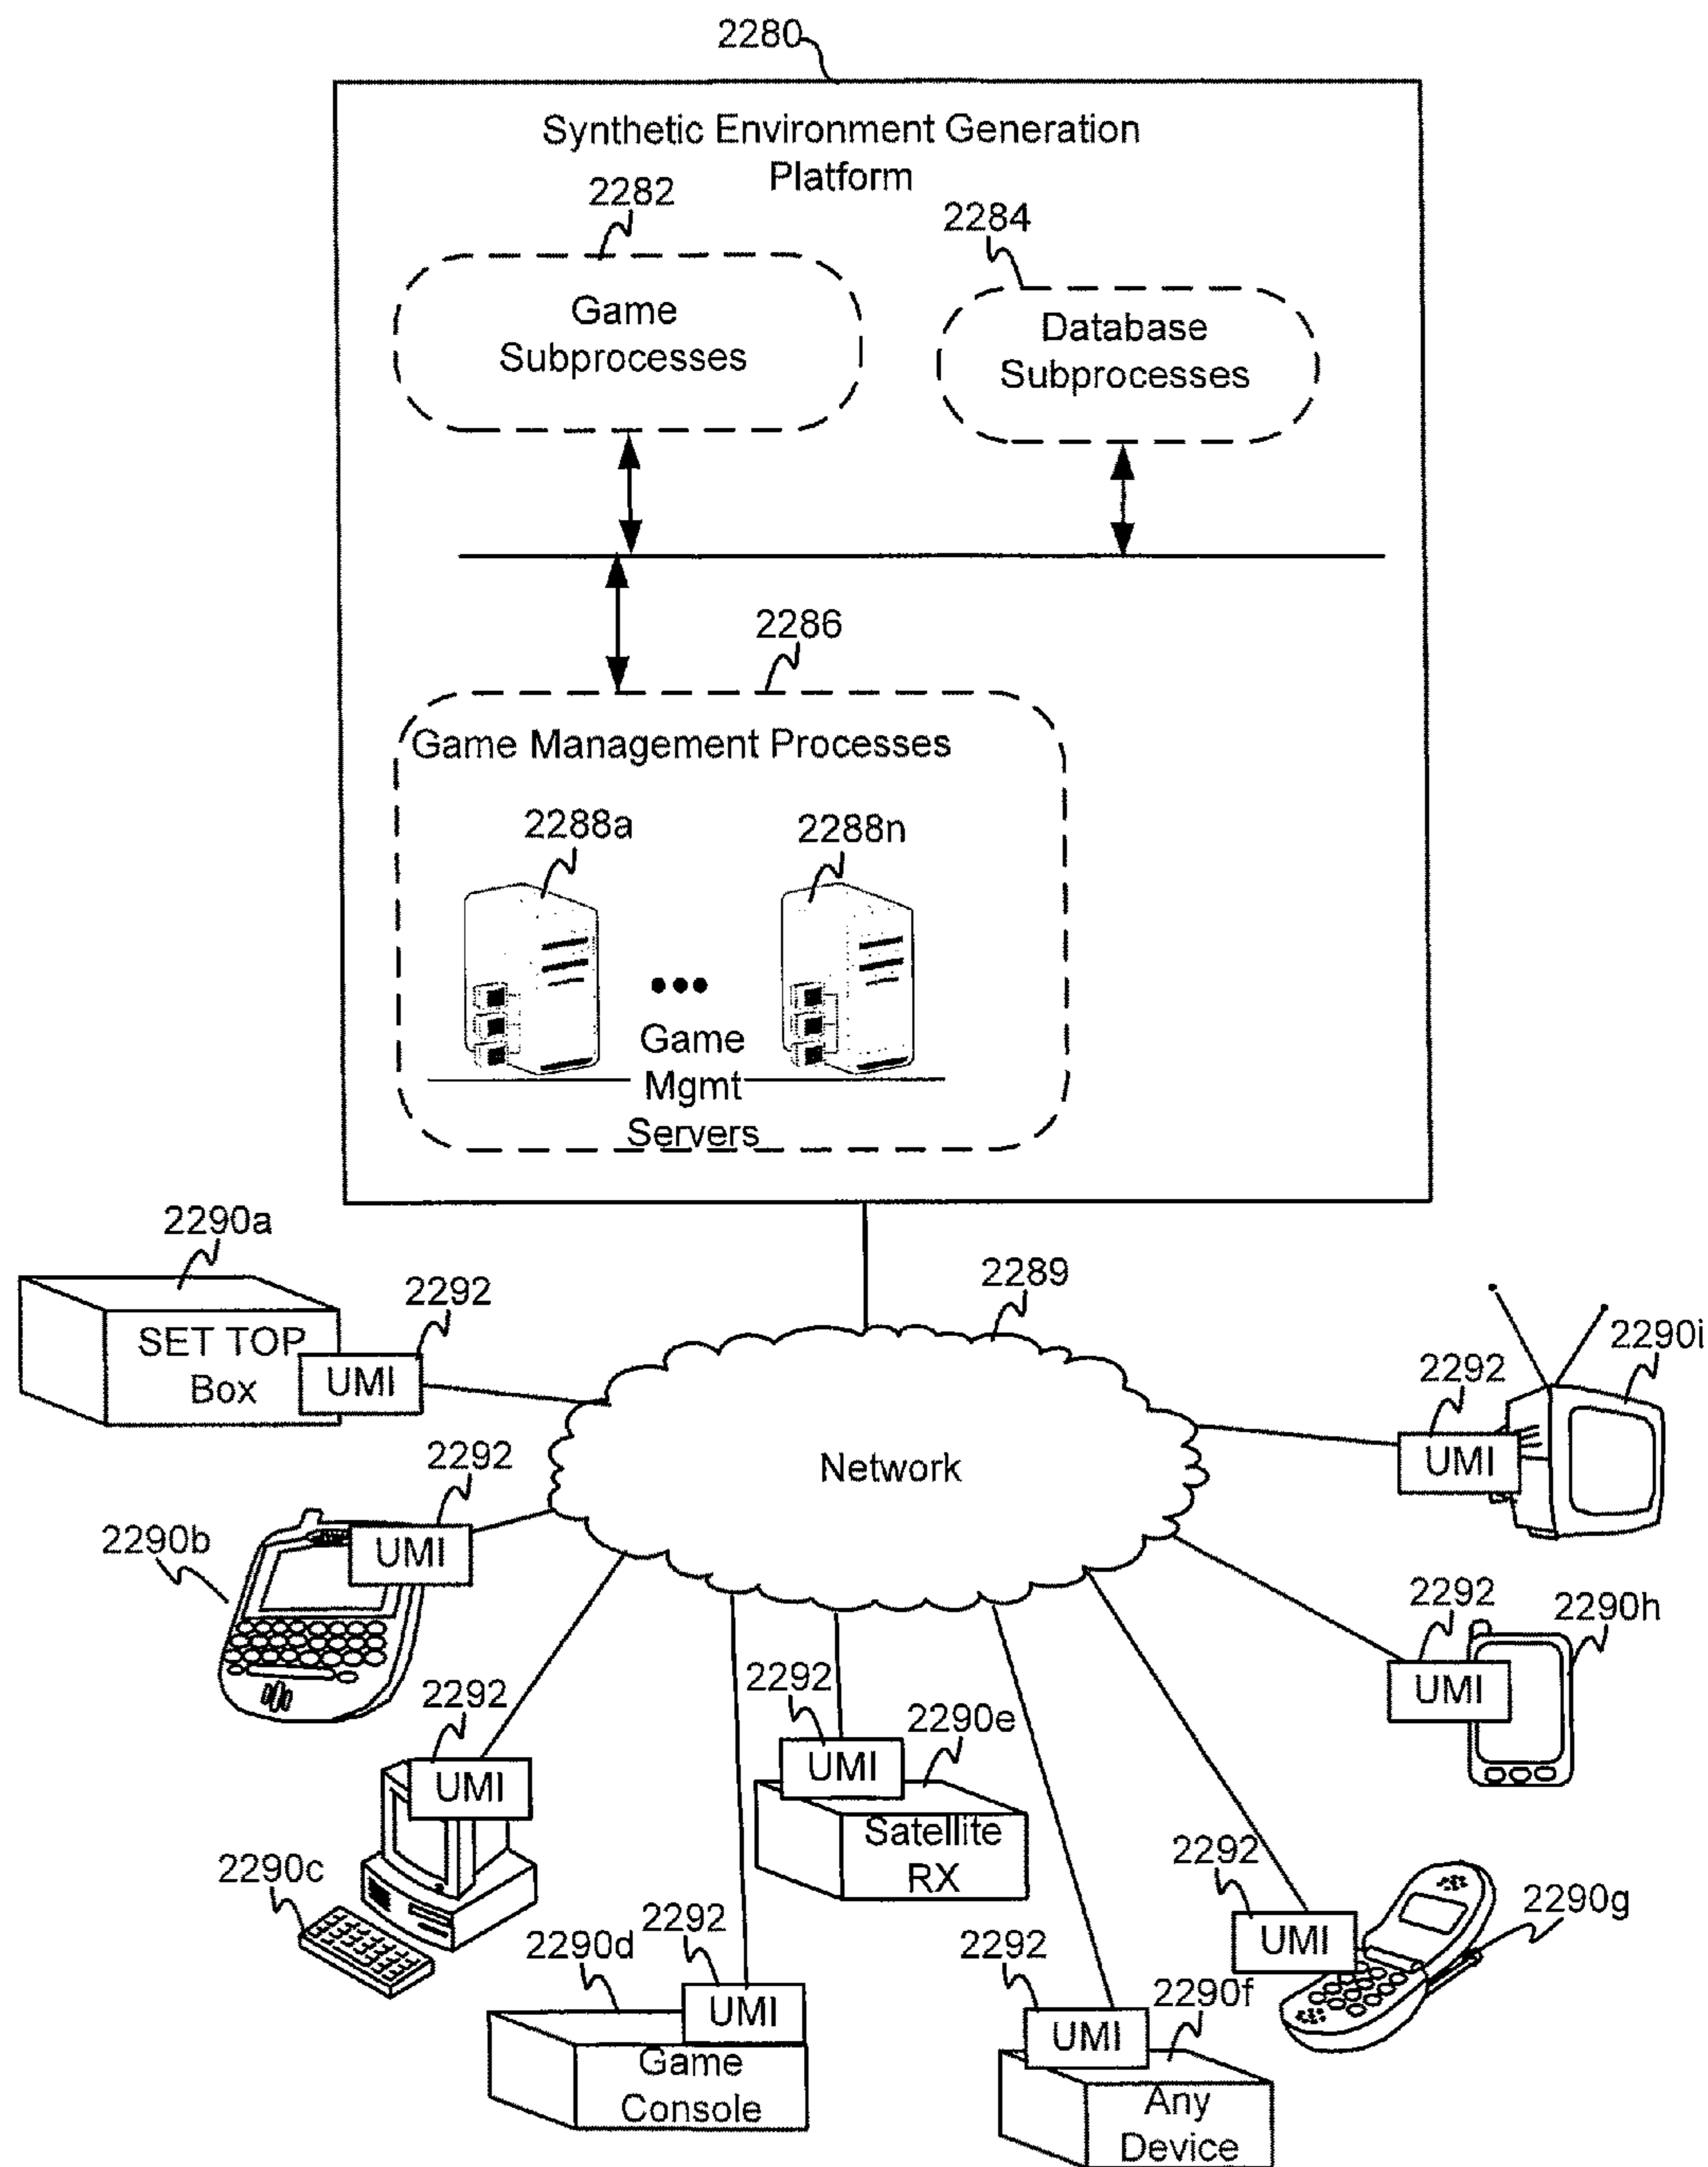 2280
Synthetic Environment Generation
Platform
2282
2284
Game
Subprocesses
Database
Subprocesses
2286
Game Management Processes
2288a
2288n
Game
Mgmt
Servers
2290a
2292
2289
SET TOP
Box
UMI
2292
2290i
UMI
Network
2292
2290b
UMI
2292
2290h
UMI
2292
UMI
2292
2290e
UMI
Satellite
RX
2290c
2292
2290g
UMI
2290d
2292
UMI
Game
Console
2292
2290f
UMI
Any
Device